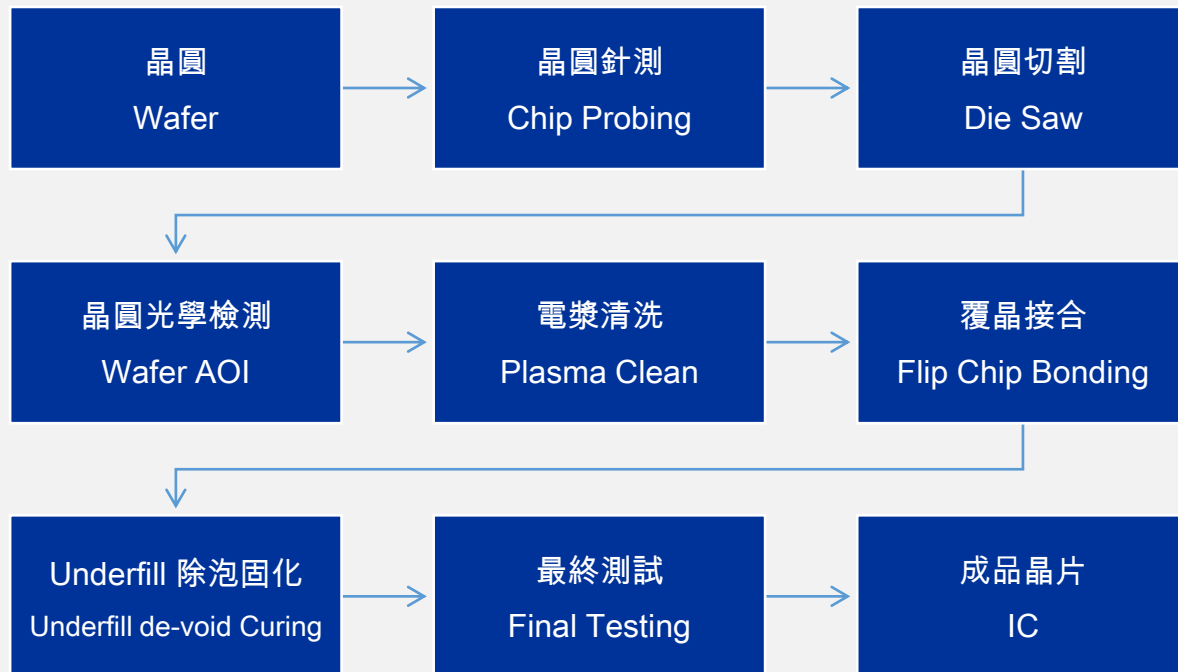 晶圓
Wafer
晶圓針測
Chip Probing
晶圓切割
Die Saw
晶圓光學檢測
Wafer AOI
電漿清洗
Plasma Clean
覆晶接合
Flip Chip Bonding
Underfill 除泡固化
Underfill de-void Curing
最終測試
Final Testing
成品晶片
IC